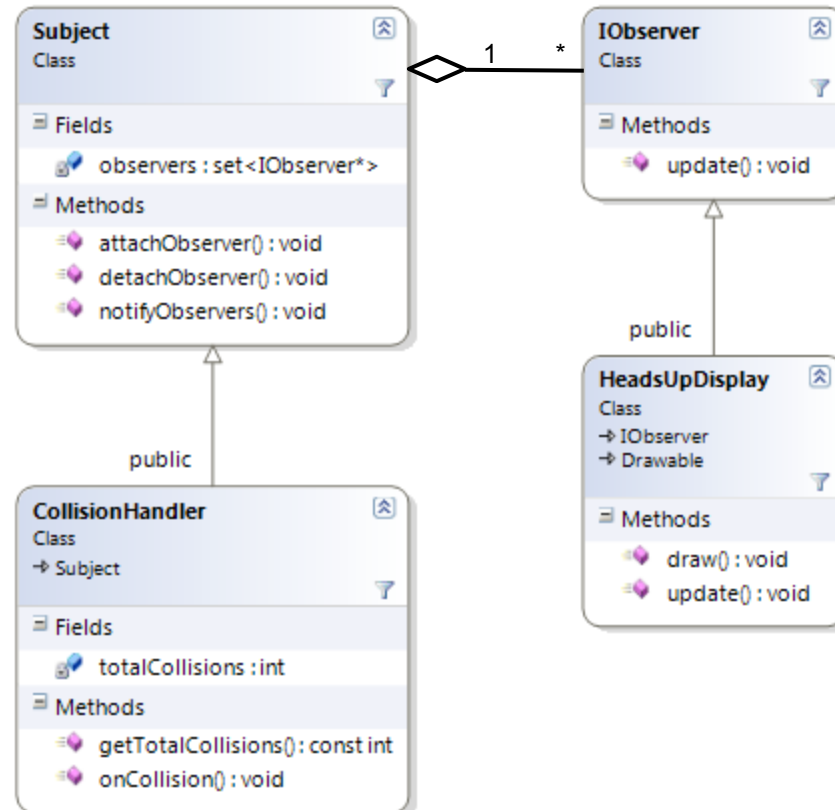 Subject
Class
Fields
observers : set<IObserver*>
Methods
attachObserver() : void
detachObserver() : void
notifyObservers() : void
1
*
IObserver
Class
Methods
update() : void
public
public
CollisionHandler
Class
Subject
Fields
totalCollisions : int
Methods
getTotalCollisions() : const int
onCollision() : void
HeadsUpDisplay
Class
IObserver
Drawable
Methods
draw() : void
update() : void